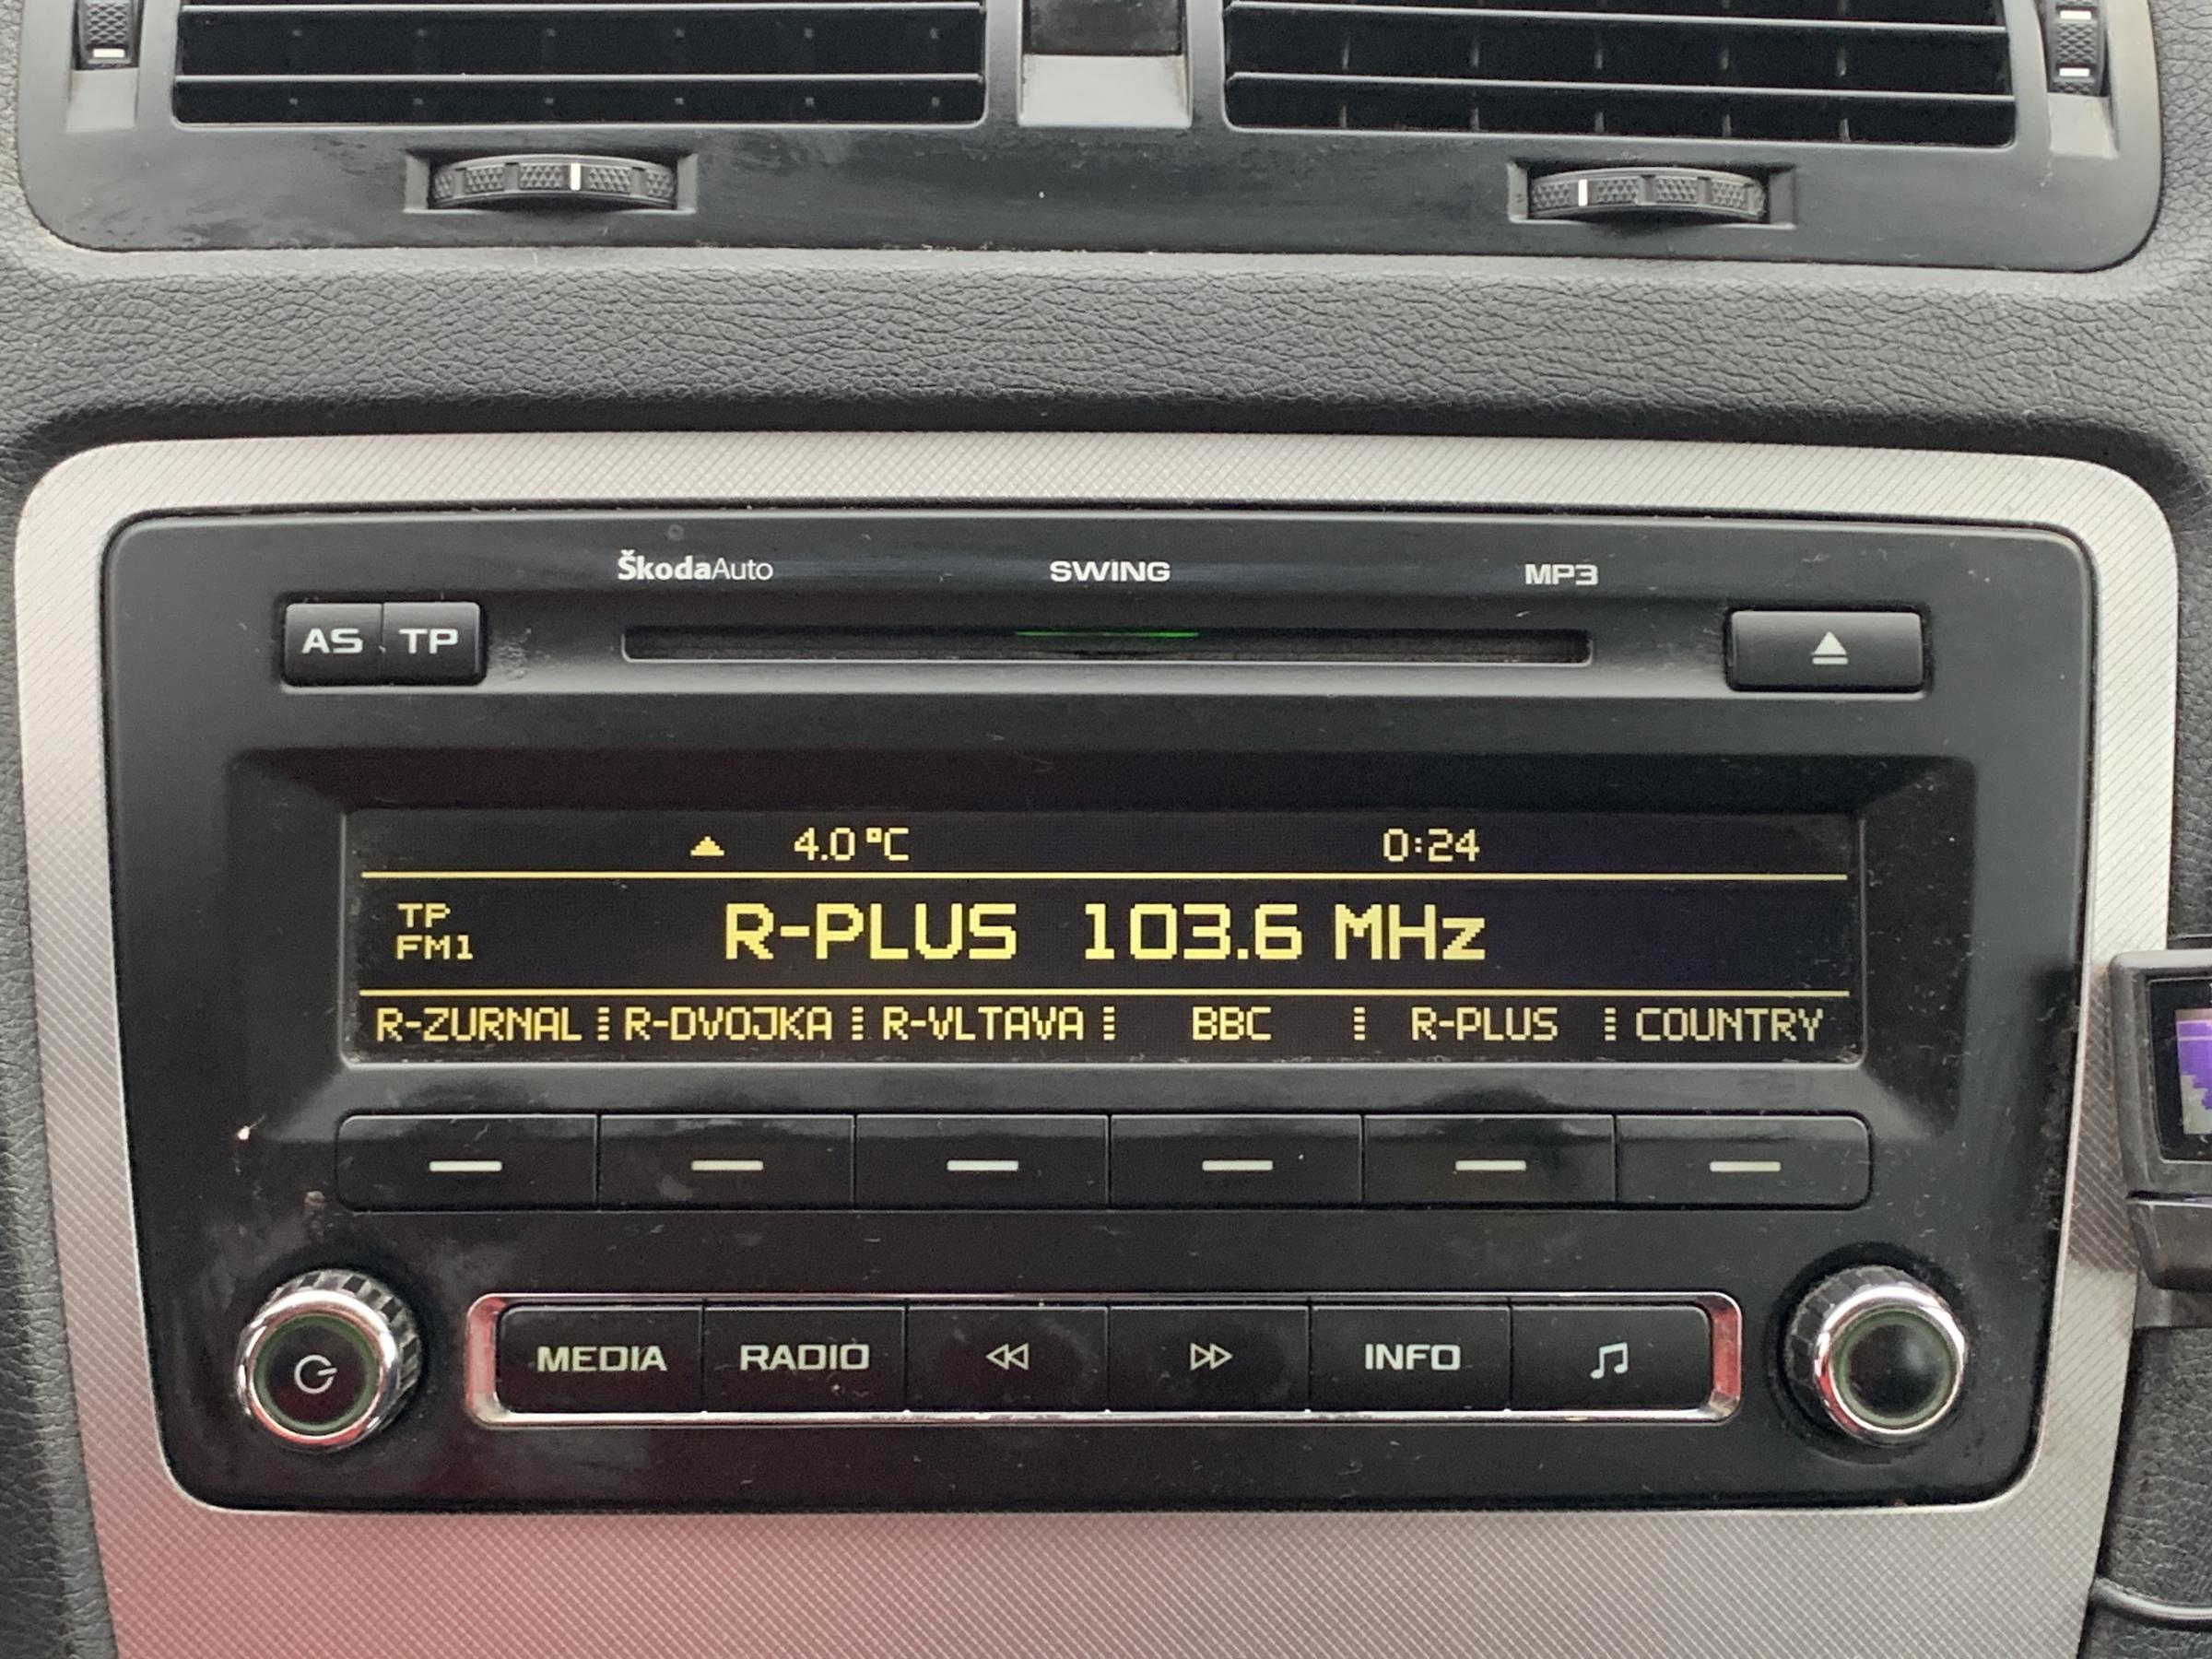 ŠkodaAuto SWING MP3
AS TP
4.0 °C 0:24
TP
FM1
R-PLUS 103.6 MHz
R-ZURNAL R-DVOJKA R-VLTAVA BBC R-PLUS COUNTRY
MEDIA RADIO INFO